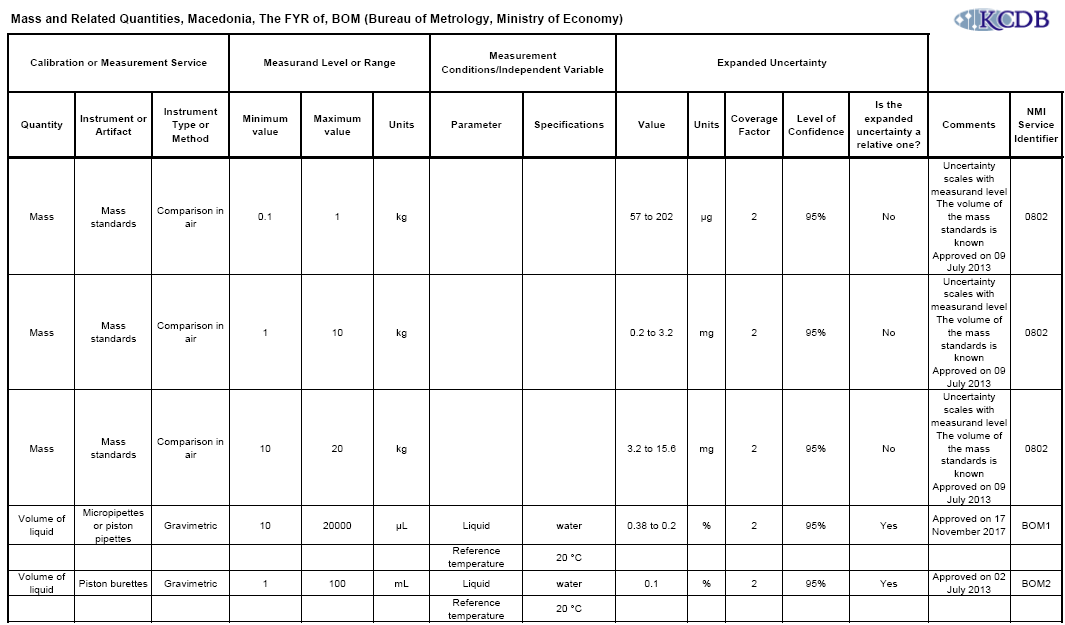 Mass and Related Quantities, Macedonia, The FYR of, BOM (Bureau of Metrology, Ministry of Economy)
KCDB
Calibration or Measurement Service
Measurand Level or Range
Measurement
Conditions/Independent Variable
Expanded Uncertainty
Quantity
Instrument or
Artifact
Instrument
Type or
Method
Minimum
value
Maximum
value
Units
Parameter
Specifications
Value
Units
Coverage
Factor
Level of
Confidence
Is the
expanded
uncertainty a
relative one?
Comments
NMI
Service
Identifier
Mass
Mass
standards
Comparison in
air
0.1
1
kg
57 to 202
µg
2
95%
No
Uncertainty
scales with
measurand level
The volume of
the mass
standards is
known
Approved on 09
July 2013
0802
Mass
Mass
standards
Comparison in
air
1
10
kg
0.2 to 3.2
mg
2
95%
No
Uncertainty
scales with
measurand level
The volume of
the mass
standards is
known
Approved on 09
July 2013
0802
Mass
Mass
standards
Comparison in
air
10
20
kg
3.2 to 15.6
mg
2
95%
No
Uncertainty
scales with
measurand level
The volume of
the mass
standards is
known
Approved on 09
July 2013
0802
Volume of
liquid
Micropipettes
or piston
pipettes
Gravimetric
10
20000
µL
Liquid
water
0.38 to 0.2
%
2
95%
Yes
Approved on 17
November 2017
BOM1
Reference
temperature
20 °C
Volume of
liquid
Piston burettes
Gravimetric
1
100
mL
Liquid
water
0.1
%
2
95%
Yes
Approved on 02
July 2013
BOM2
Reference
temperature
20 °C